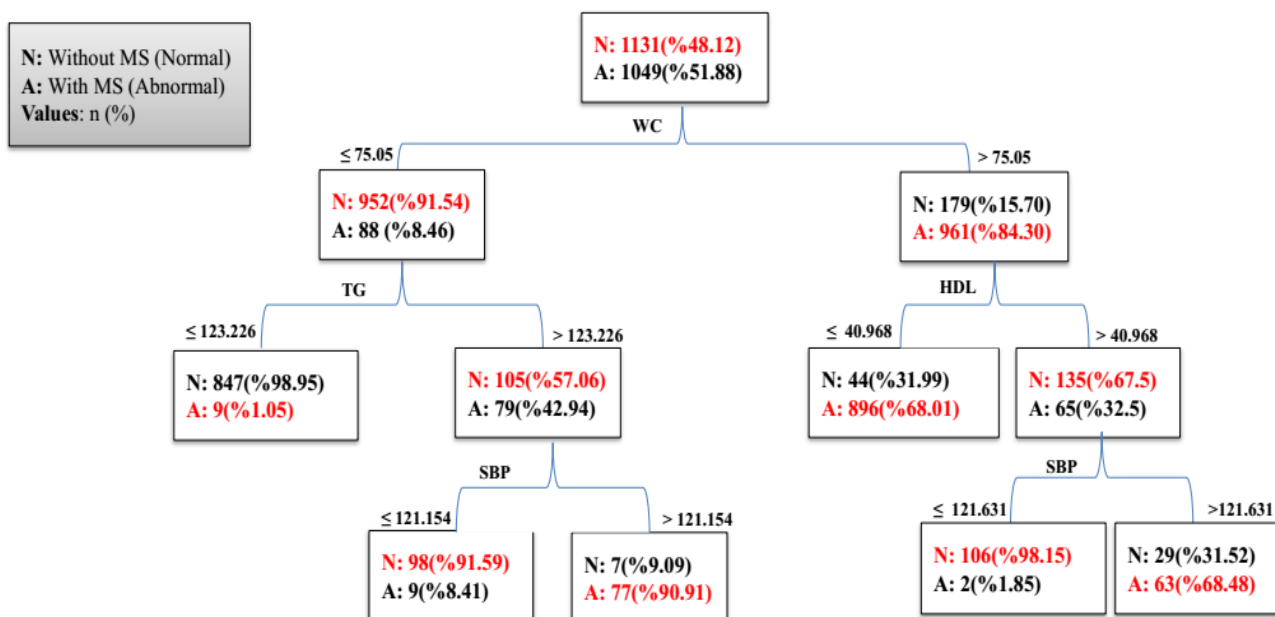 N: Without MS (Normal)
A: With MS (Abnormal)
Values: n (%)
N: 1131(%48.12)
A: 1049(%51.88)
WC
≤ 75.05
> 75.05
N: 952(%91.54)
A: 88 (%8.46)
N: 179(%15.70)
A: 961(%84.30)
TG
HDL
≤ 123.226
> 123.226
≤ 40.968
> 40.968
N: 847(%98.95)
A: 9(%1.05)
N: 105(%57.06)
A: 79(%42.94)
N: 44(%31.99)
A: 896(%68.01)
N: 135(%67.5)
A: 65(%32.5)
SBP
SBP
≤ 121.154
> 121.154
≤ 121.631
>121.631
N: 98(%91.59)
A: 9(%8.41)
N: 7(%9.09)
A: 77(%90.91)
N: 106(%98.15)
A: 2(%1.85)
N: 29(%31.52)
A: 63(%68.48)